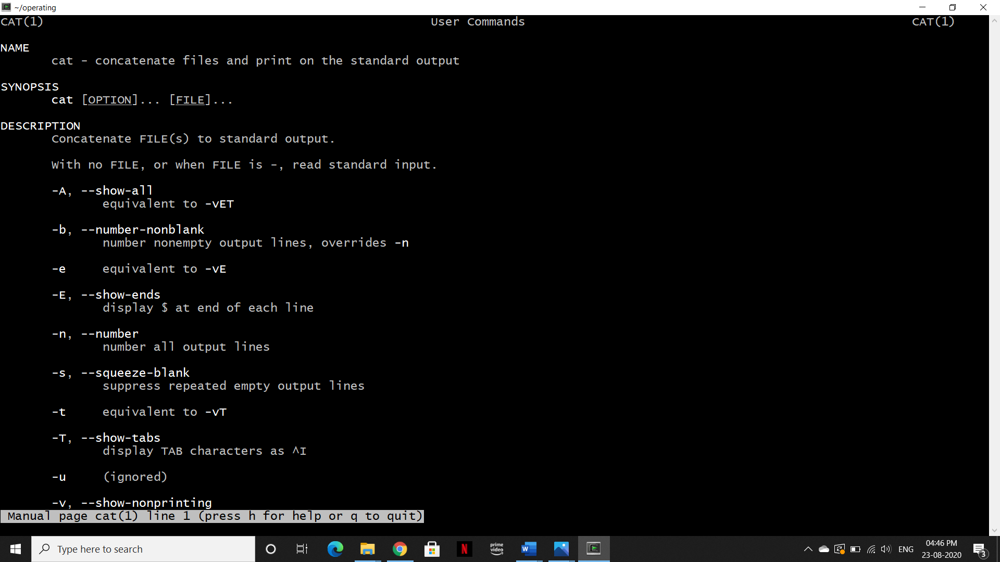 ~/operating
CAT(1) User Commands CAT(1)
NAME
cat - concatenate files and print on the standard output
SYNOPSIS
cat [OPTION]... [FILE]...
DESCRIPTION
Concatenate FILE(s) to standard output.
With no FILE, or when FILE is -, read standard input.
-A, --show-all
equivalent to -vET
-b, --number-nonblank
number nonempty output lines, overrides -n
-e equivalent to -vE
-E, --show-ends
display $ at end of each line
-n, --number
number all output lines
-s, --squeeze-blank
suppress repeated empty output lines
-t equivalent to -vT
-T, --show-tabs
display TAB characters as ^I
-u (ignored)
-v, --show-nonprinting
Manual page cat(1) line 1 (press h for help or q to quit)
Type here to search
N
prime video
W
ENG
04:46 PM
23-08-2020
3